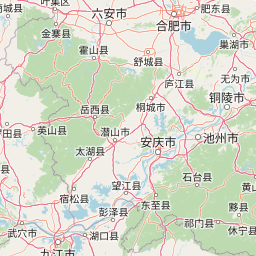 叶集区
六安市
合肥市
肥东县
金寨县
霍山县
舒城县
巢湖市
庐江县
无为市
桐城市
铜陵市
岳西县
英山县
潜山市
安庆市
池州市
太湖县
石台县
望江县
宿松县
东至县
黟县
彭泽县
祁门县
休宁县
武穴市
湖口县
九江市